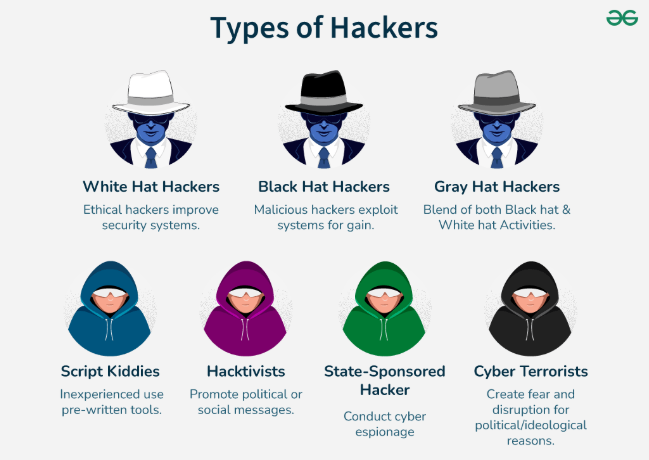 Types of Hackers
White Hat Hackers
Ethical hackers improve
security systems.
Black Hat Hackers
Malicious hackers exploit
systems for gain.
Gray Hat Hackers
Blend of both Black hat &
White hat Activities.
Script Kiddies
Inexperienced use
pre-written tools.
Hacktivists
Promote political or
social messages.
State-Sponsored
Hacker
Conduct cyber
espionage
Cyber Terrorists
Create fear and
disruption for
political/ideological
reasons.